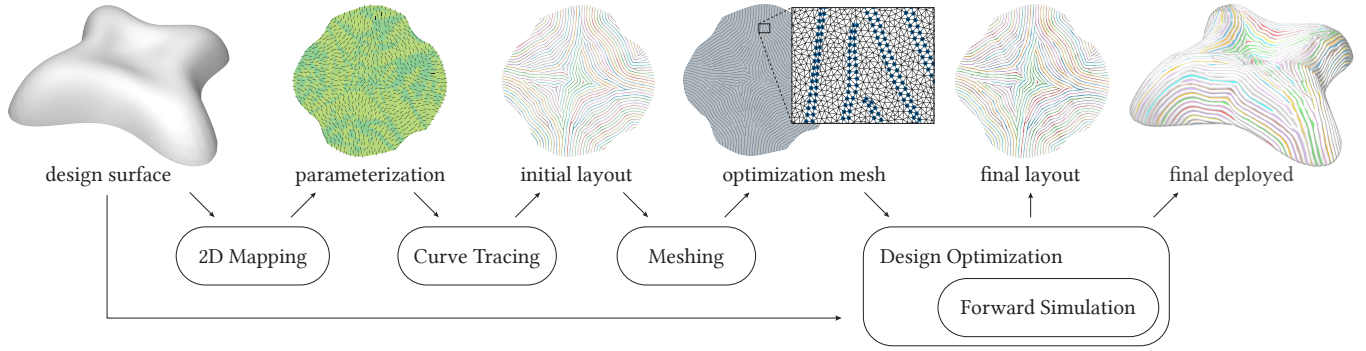 design surface
parameterization
initial layout
optimization mesh
final layout
final deployed
2D Mapping
Curve Tracing
Meshing
Design Optimization
Forward Simulation